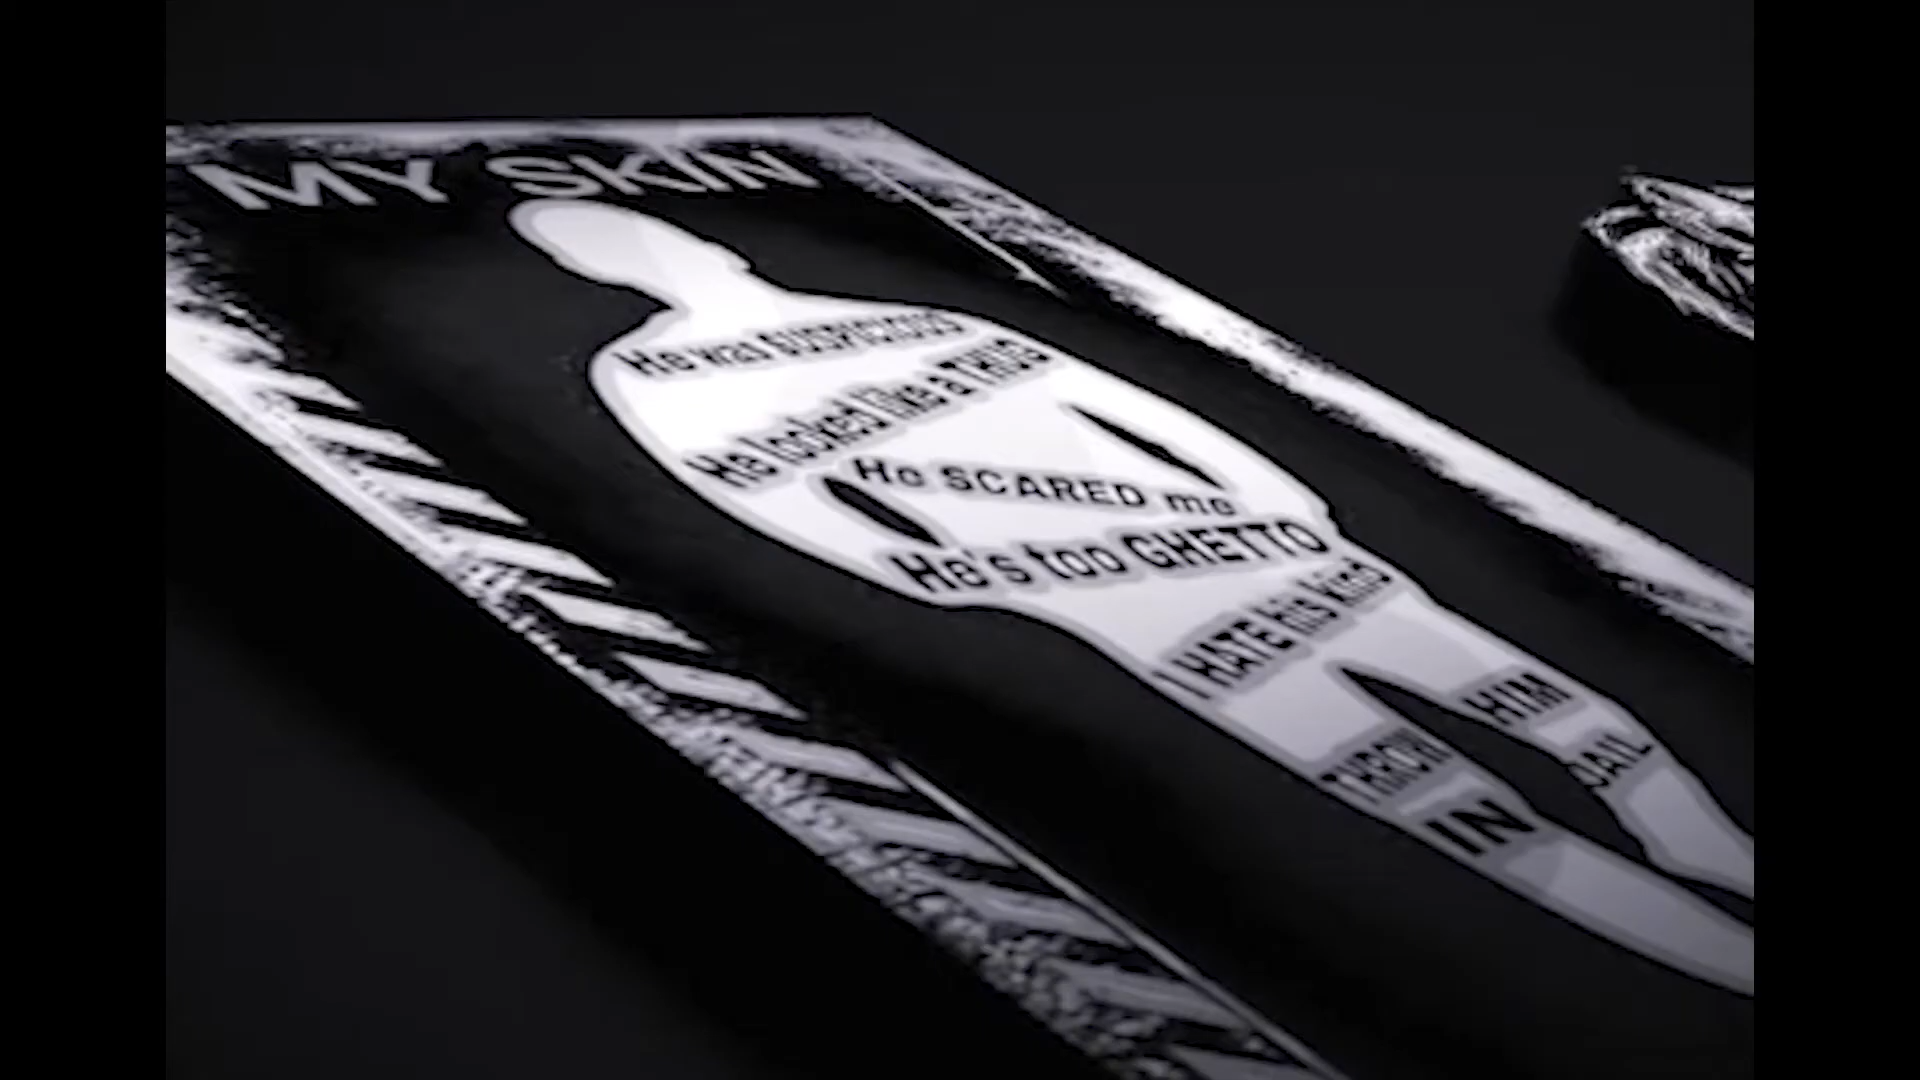 MY SKIN
He was SUSPICIOUS
He looked like a THUG
He SCARED me
He's too GHETTO
I HATE his kind
THROW HIM
IN JAIL